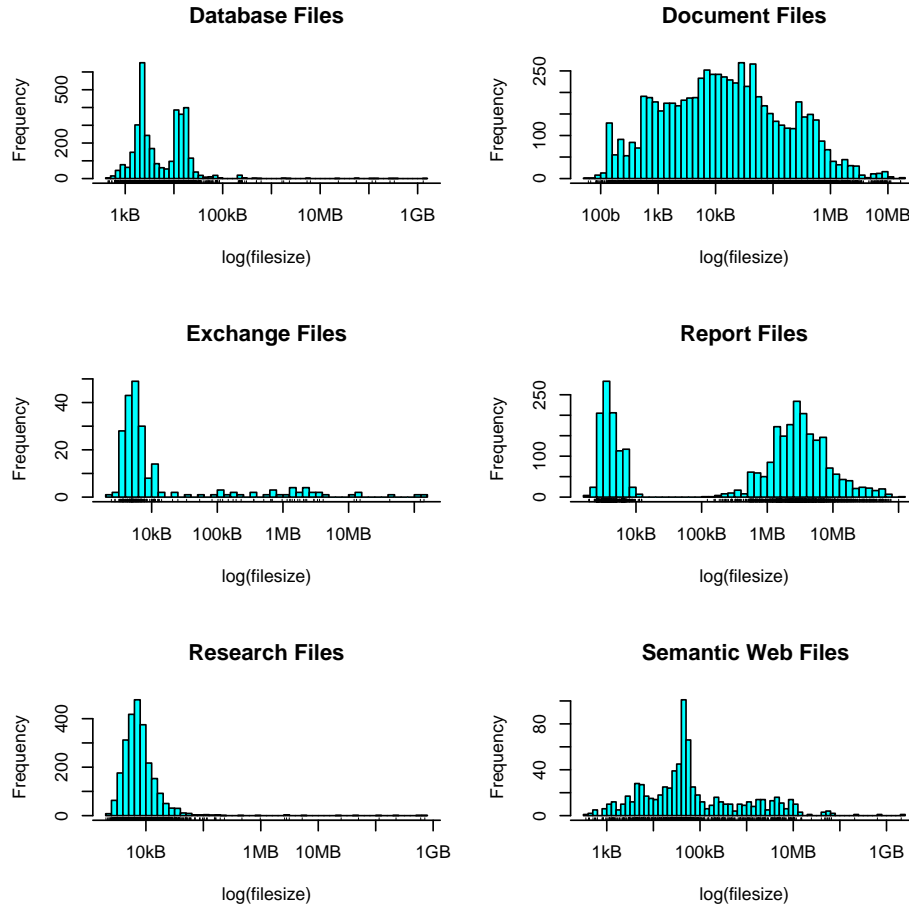 Database Files
Frequency
0
200
500
1kB 100kB 10MB 1GB
log(filesize)
Document Files
Frequency
0
100
250
100b 1kB 10kB 1MB 10MB
log(filesize)
Exchange Files
Frequency
0
20
40
10kB 100kB 1MB 10MB
log(filesize)
Report Files
Frequency
0
100
250
10kB 100kB 1MB 10MB
log(filesize)
Research Files
Frequency
0
200
400
10kB 1MB 10MB 1GB
log(filesize)
Semantic Web Files
Frequency
0
40
80
1kB 100kB 10MB 1GB
log(filesize)